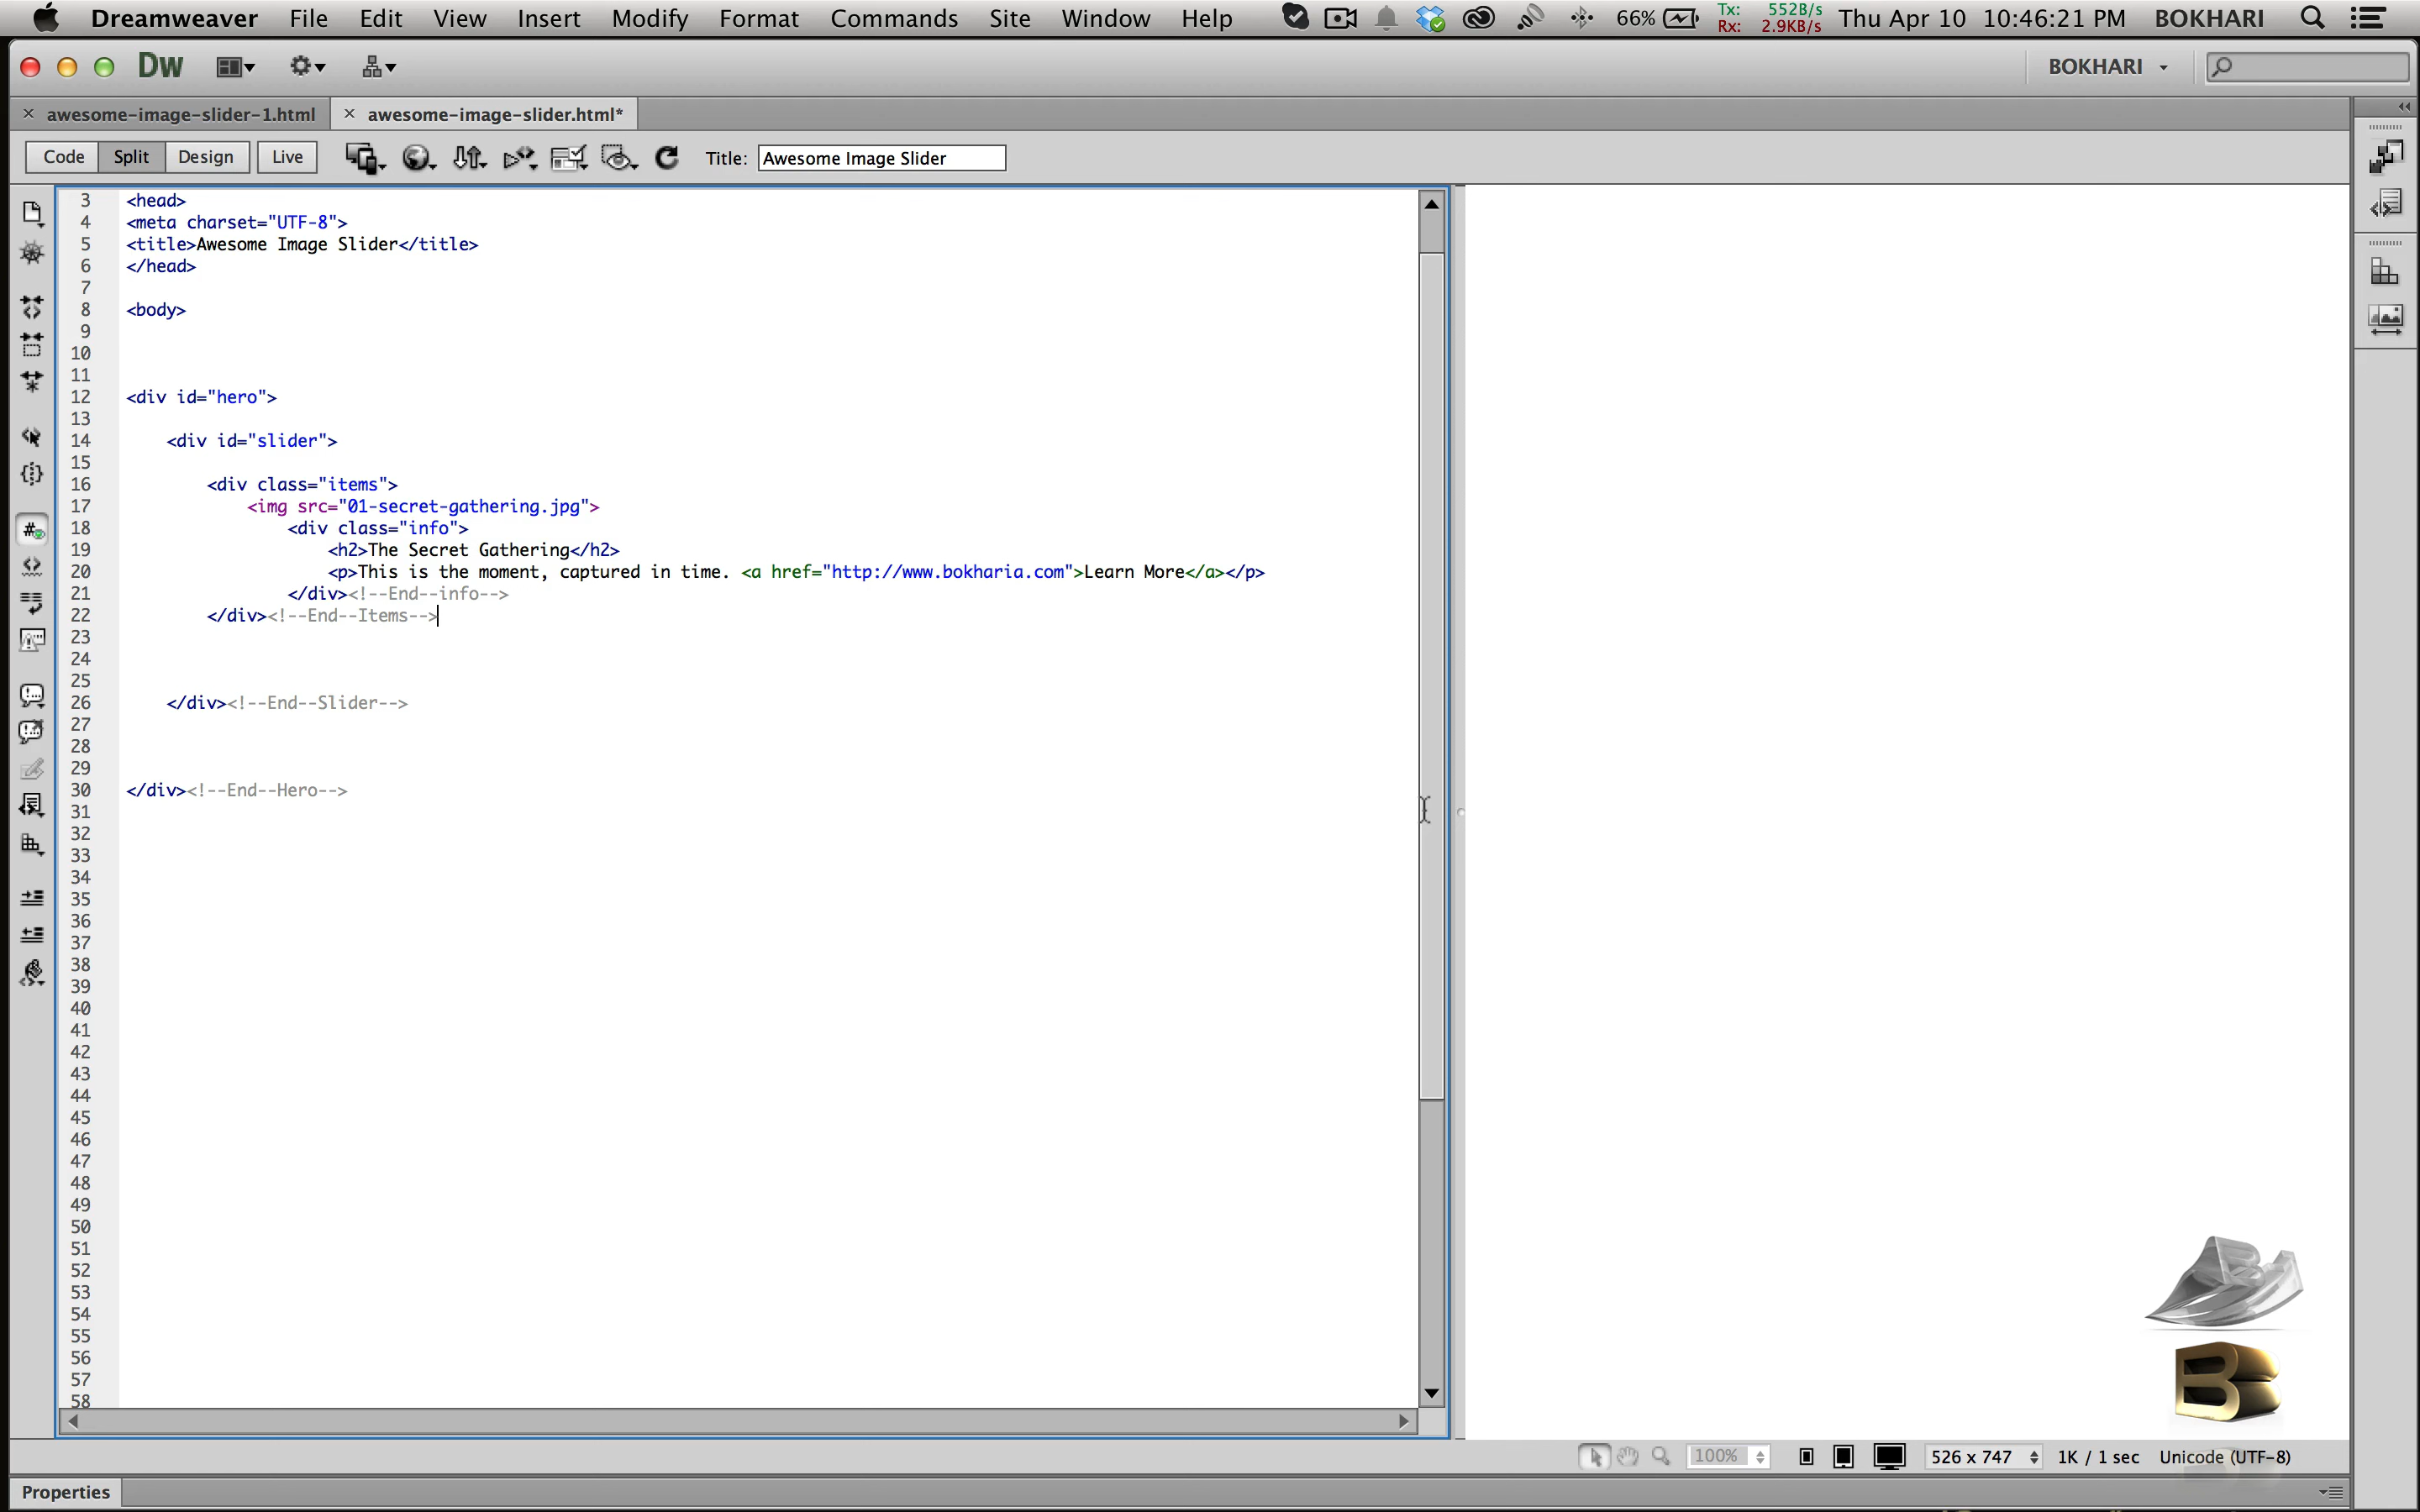 Dreamweaver File Edit View Insert Modify Format Commands Site Window Help 66% Tx: 552B/s Rx: 2.9KB/s Thu Apr 10 10:46:21 PM BOKHARI
Dw BOKHARI
awesome-image-slider-1.html awesome-image-slider.html*
Code Split Design Live Title: Awesome Image Slider
3 <head>
4 <meta charset="UTF-8">
5 <title>Awesome Image Slider</title>
6 </head>
7
8 <body>
9
10
11
12 <div id="hero">
13
14 <div id="slider">
15
16 <div class="items">
17 <img src="01-secret-gathering.jpg">
18 <div class="info">
19 <h2>The Secret Gathering</h2>
20 <p>This is the moment, captured in time. <a href="http://www.bokharia.com">Learn More</a></p>
21 </div><!--End--info-->
22 </div><!--End--Items-->
23
24
25
26 </div><!--End--Slider-->
27
28
29
30 </div><!--End--Hero-->
31
32
33
34
35
36
37
38
39
40
41
42
43
44
45
46
47
48
49
50
51
52
53
54
55
56
57
58
B
100% 526 x 747 1K / 1 sec Unicode (UTF-8)
Properties